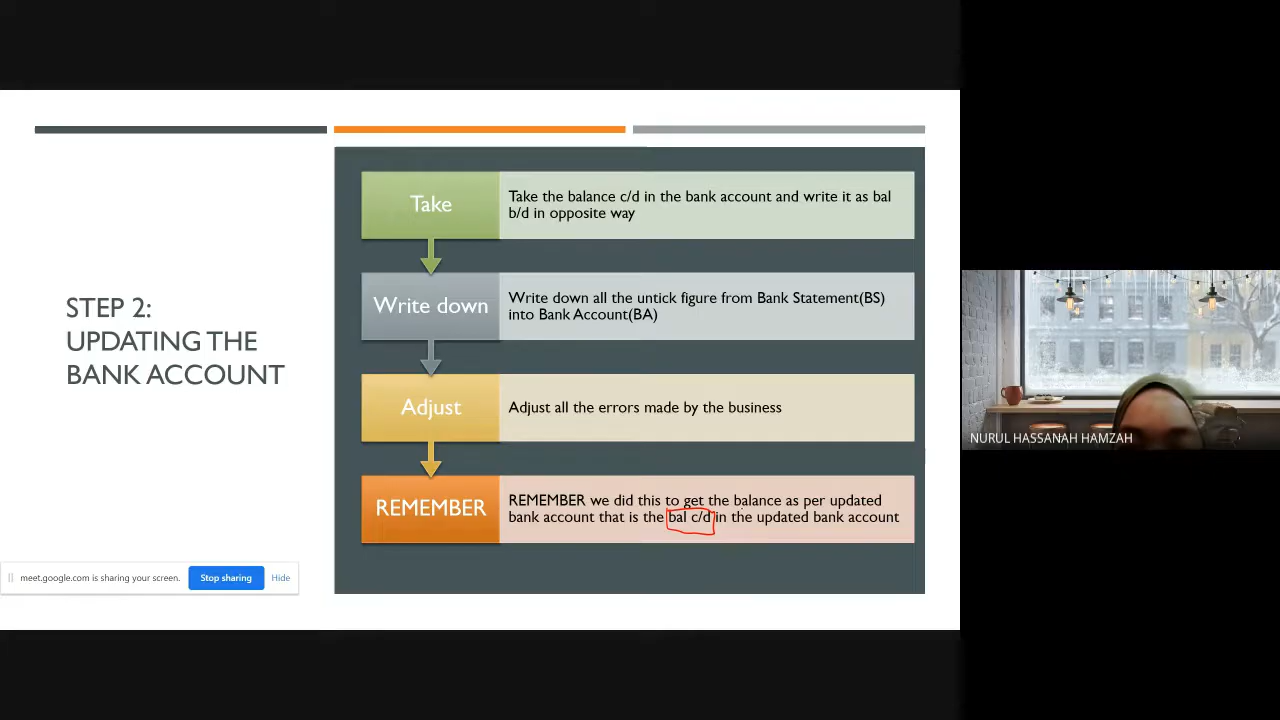 STEP 2:
UPDATING THE
BANK ACCOUNT
Take
Take the balance c/d in the bank account and write it as bal
b/d in opposite way
Write down
Write down all the untick figure from Bank Statement(BS)
into Bank Account(BA)
Adjust
Adjust all the errors made by the business
REMEMBER
REMEMBER we did this to get the balance as per updated
bank account that is the bal c/d in the updated bank account
meet.google.com is sharing your screen.
Stop sharing
Hide
NURUL HASSANAH HAMZAH